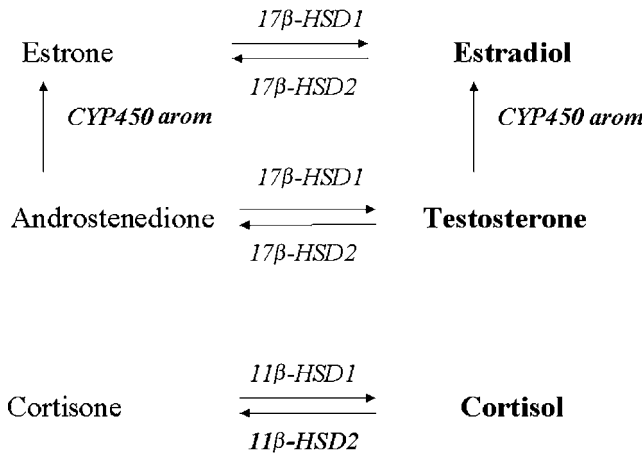 17β-HSD1
Estrone Estradiol
17β-HSD2
CYP450 arom CYP450 arom
17β-HSD1
Androstenedione Testosterone
17β-HSD2
11β-HSD1
Cortisone Cortisol
11β-HSD2